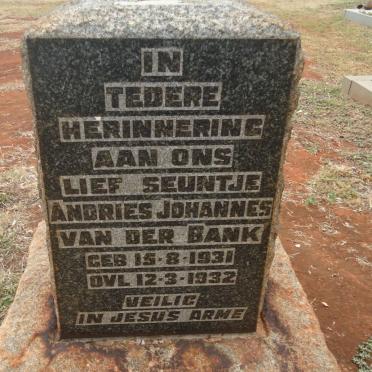 IN
TEDERE
HERINNERING
AAN ONS
LIEF SEUNTJE
ANDRIES JOHANNES
VAN DER BANK
GEB 15-8-1931
OVL 12-3-1932
VEILIG
IN JESUS ARME